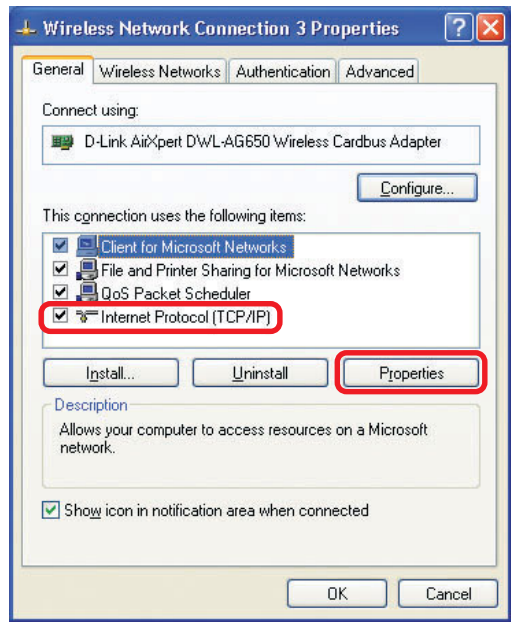 Wireless Network Connection 3 Properties
General Wireless Networks Authentication Advanced
Connect using:
D-Link AirXpert DWL-AG650 Wireless Cardbus Adapter
Configure...
This connection uses the following items:
Client for Microsoft Networks
File and Printer Sharing for Microsoft Networks
QoS Packet Scheduler
Internet Protocol (TCP/IP)
Install... Uninstall Properties
Description
Allows your computer to access resources on a Microsoft
network.
Show icon in notification area when connected
OK Cancel